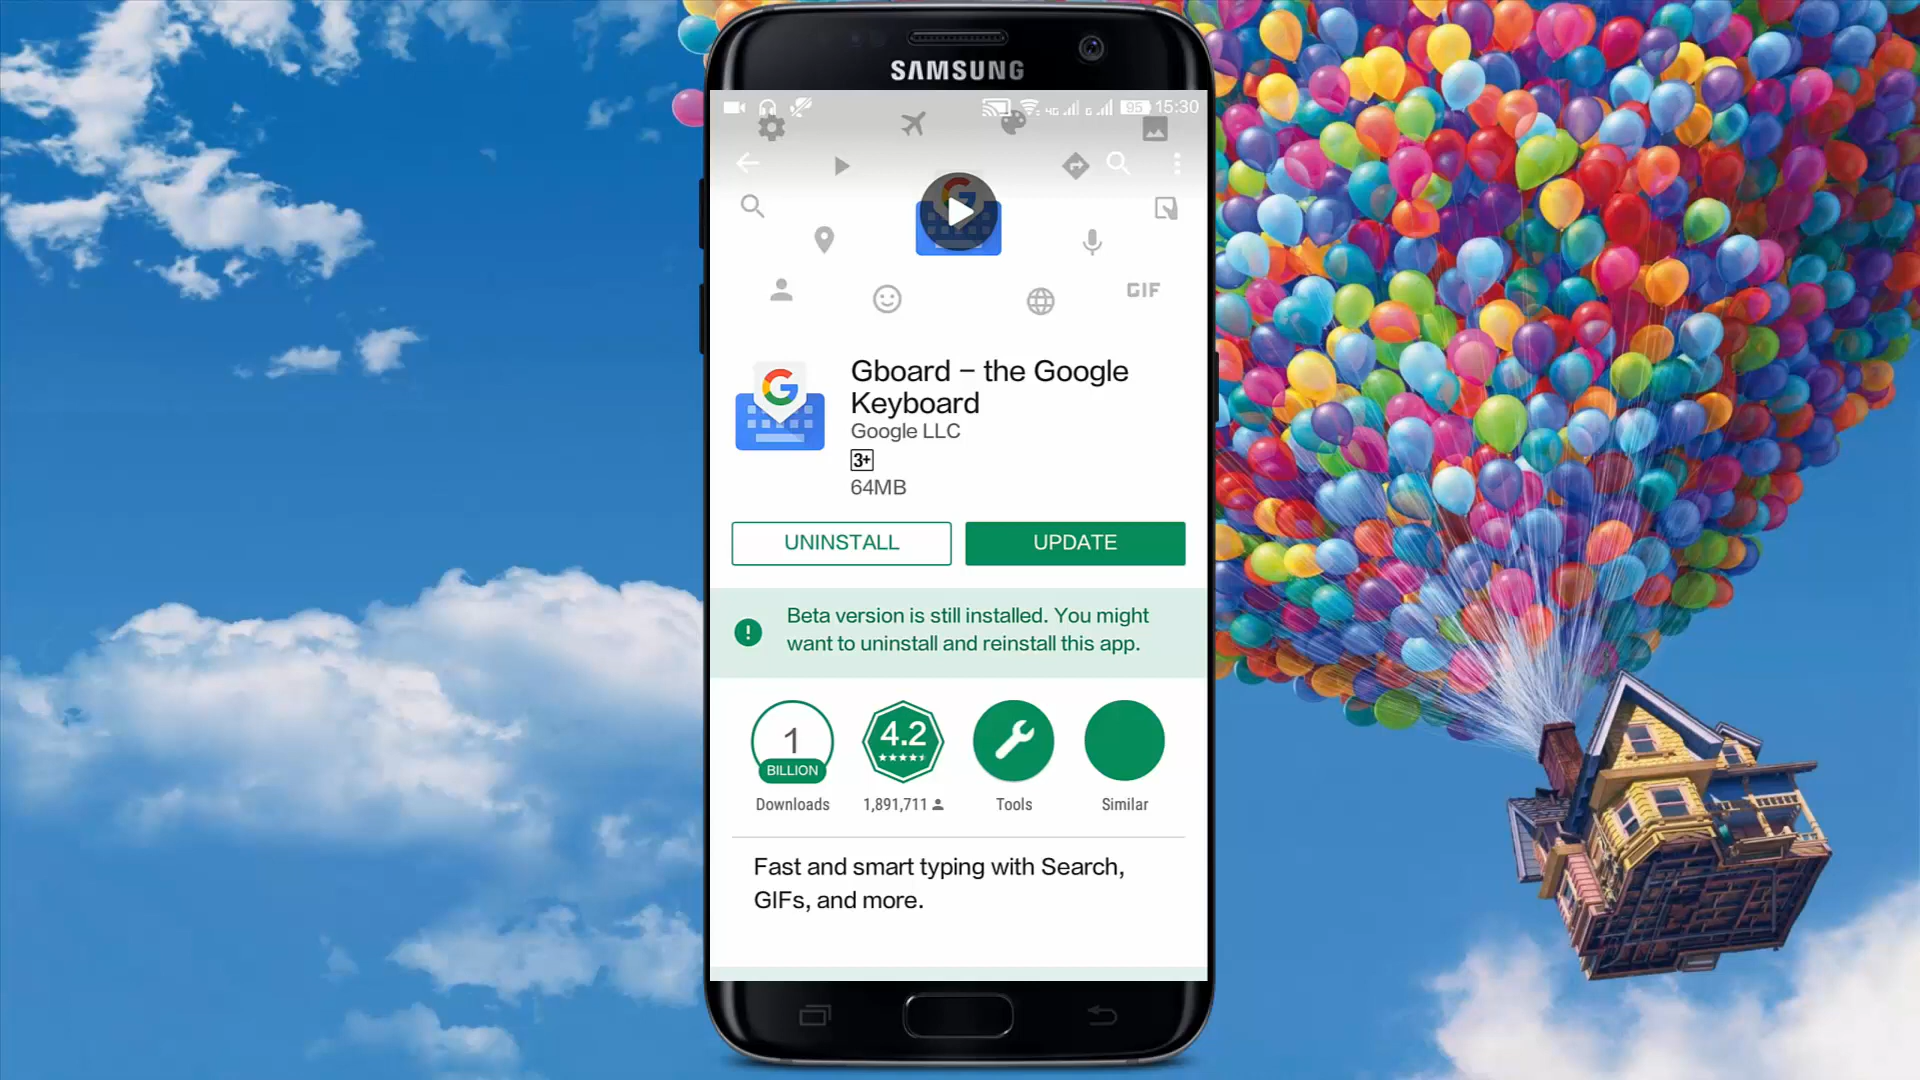 SAMSUNG
4G G 95 15:30
GIF
Gboard – the Google
Keyboard
Google LLC
3+
64MB
UNINSTALL UPDATE
Beta version is still installed. You might
want to uninstall and reinstall this app.
1 4.2
BILLION
Downloads 1,891,711 Tools Similar
Fast and smart typing with Search,
GIFs, and more.